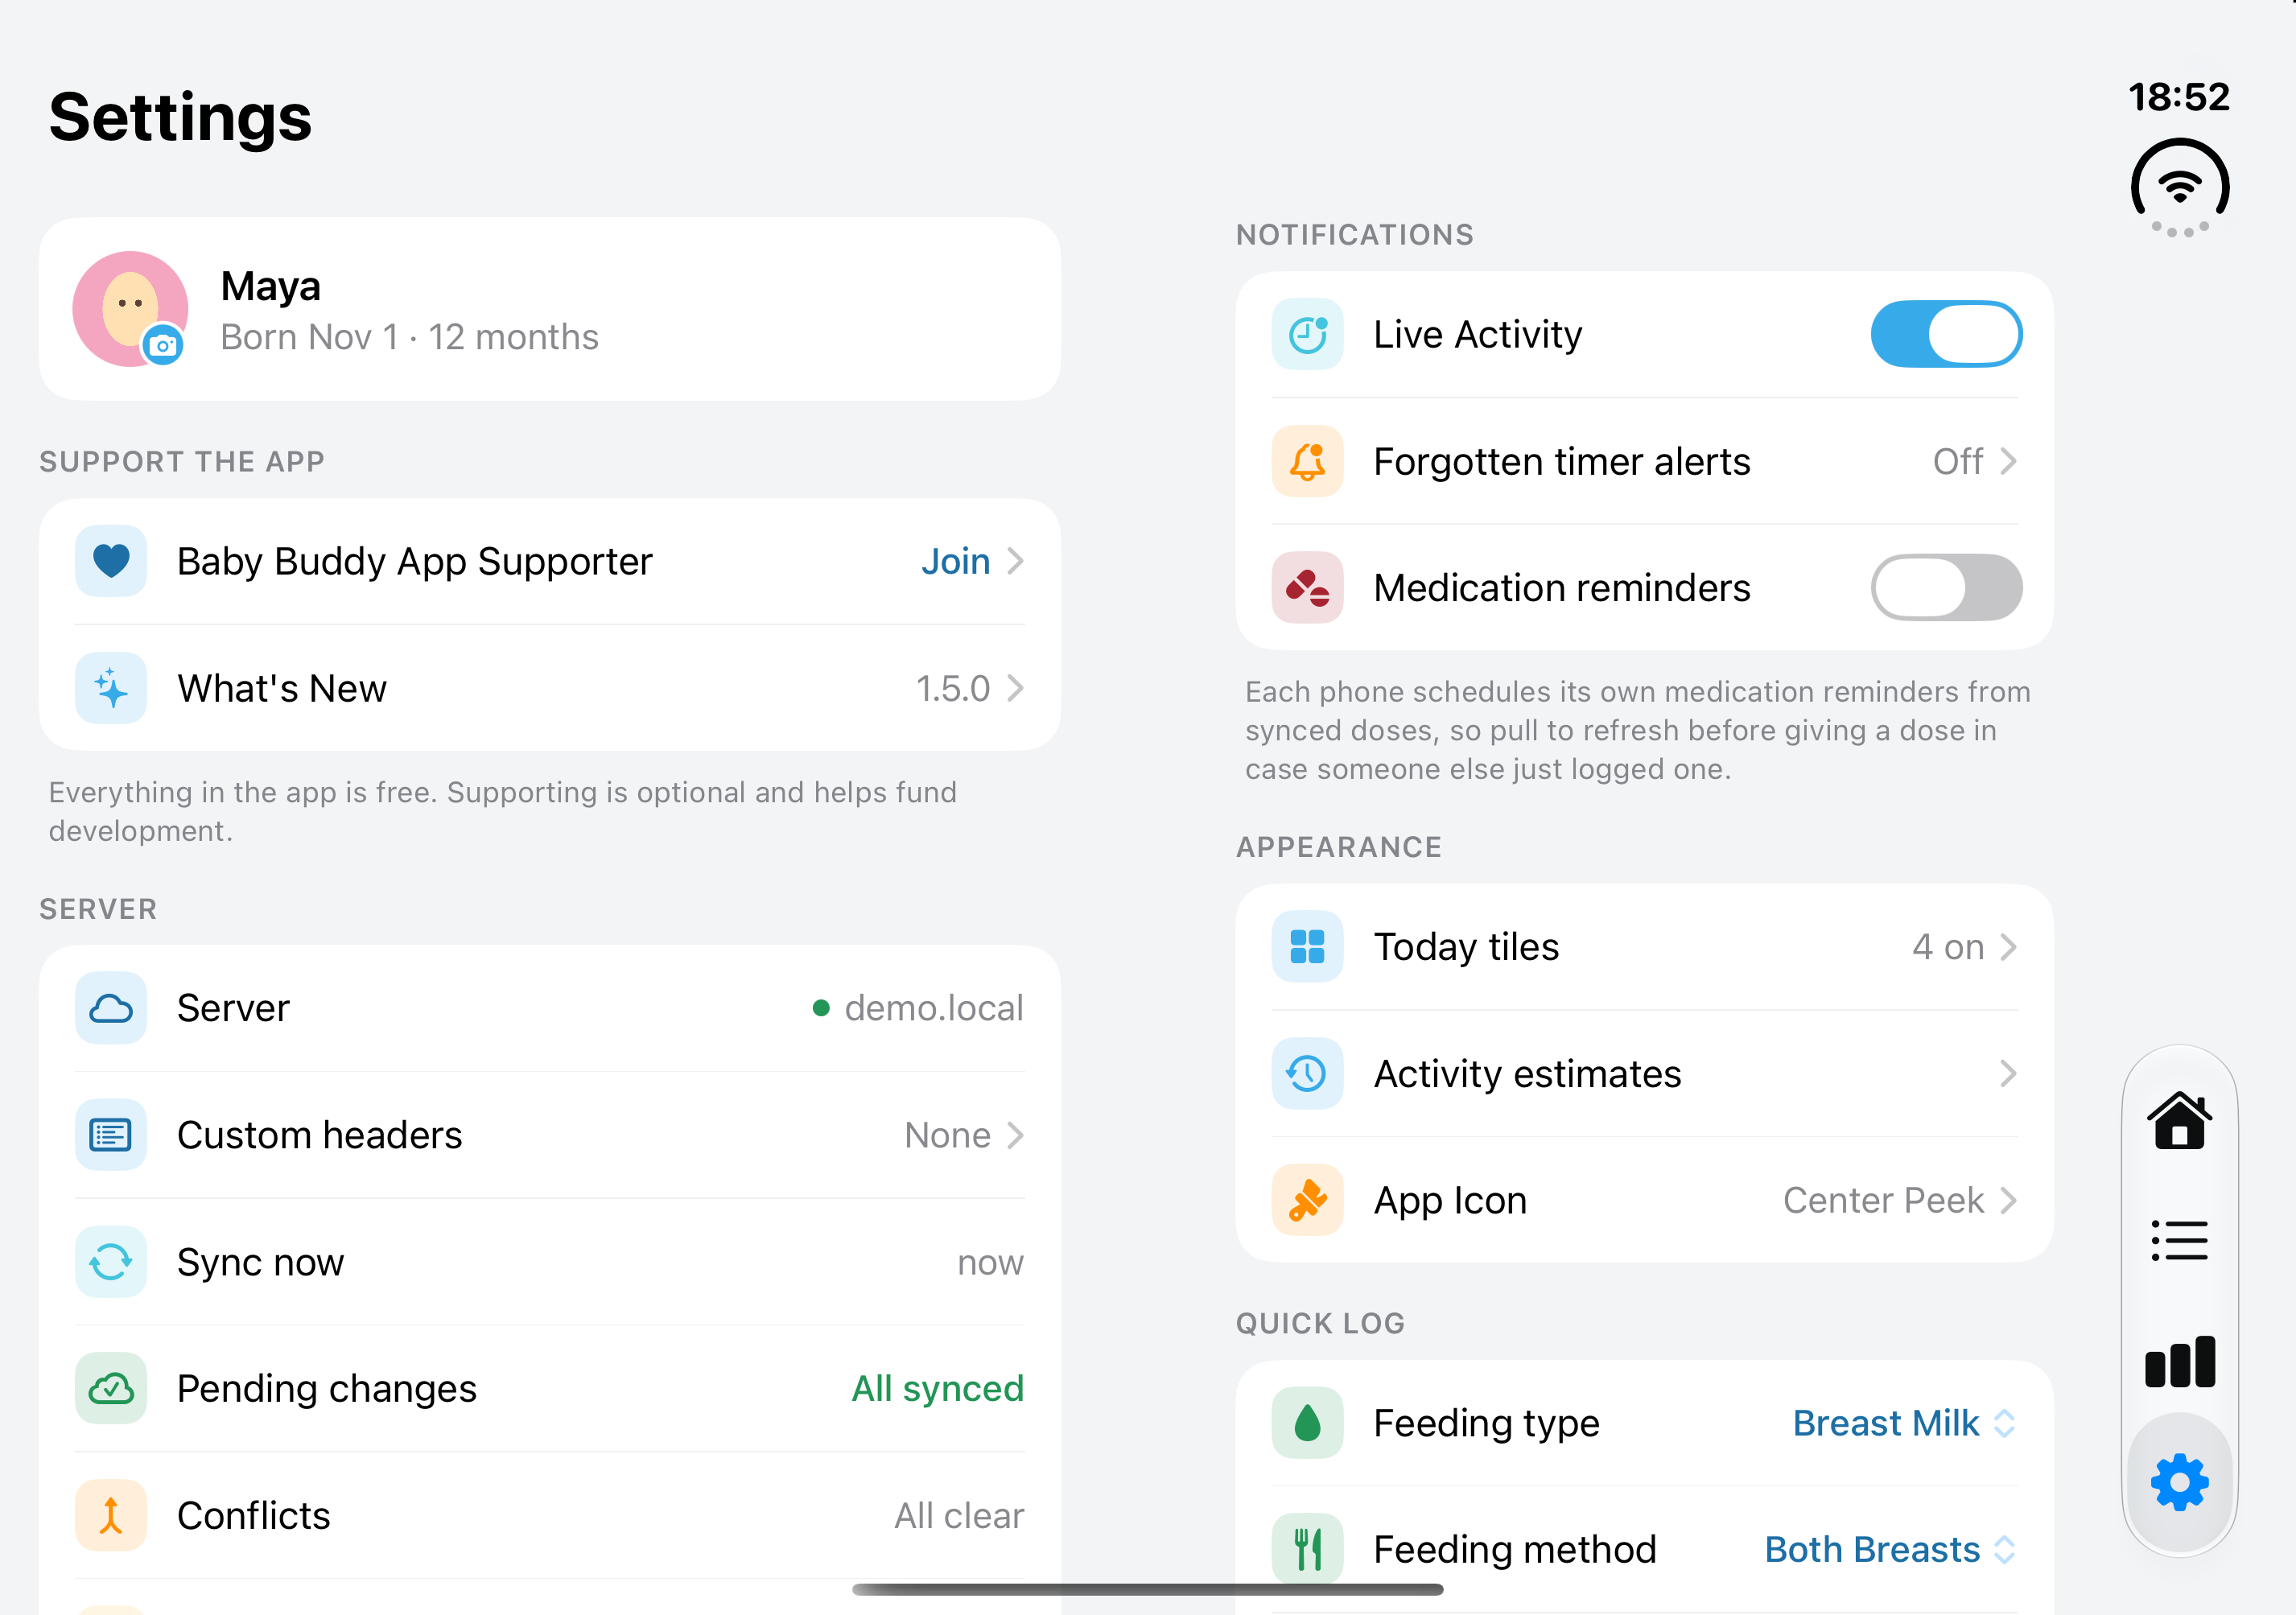 Settings
18:52
Maya
Born Nov 1 · 12 months
SUPPORT THE APP
Baby Buddy App Supporter Join
What's New 1.5.0
Everything in the app is free. Supporting is optional and helps fund
development.
SERVER
Server demo.local
Custom headers None
Sync now now
Pending changes All synced
Conflicts All clear
NOTIFICATIONS
Live Activity
Forgotten timer alerts Off
Medication reminders
Each phone schedules its own medication reminders from
synced doses, so pull to refresh before giving a dose in
case someone else just logged one.
APPEARANCE
Today tiles 4 on
Activity estimates
App Icon Center Peek
QUICK LOG
Feeding type Breast Milk
Feeding method Both Breasts